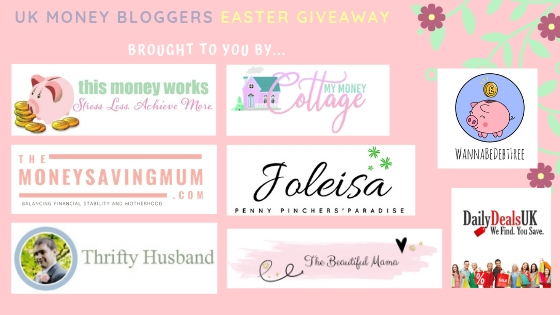 UK MONEY BLOGGERS EASTER GIVEAWAY
BROUGHT TO YOU BY...
this money works
Stress Less. Achieve More
MY MONEY
Cottage
WANNABEDEBTFREE
THE
MONEYSAVINGMUM
.COM
BALANCING FINANCIAL STABILITY AND MOTHERHOOD
Joleisa
PENNY PINCHERS' PARADISE
DailyDealsUK
We Find. You Save.
Thrifty Husband
The Beautiful Mama